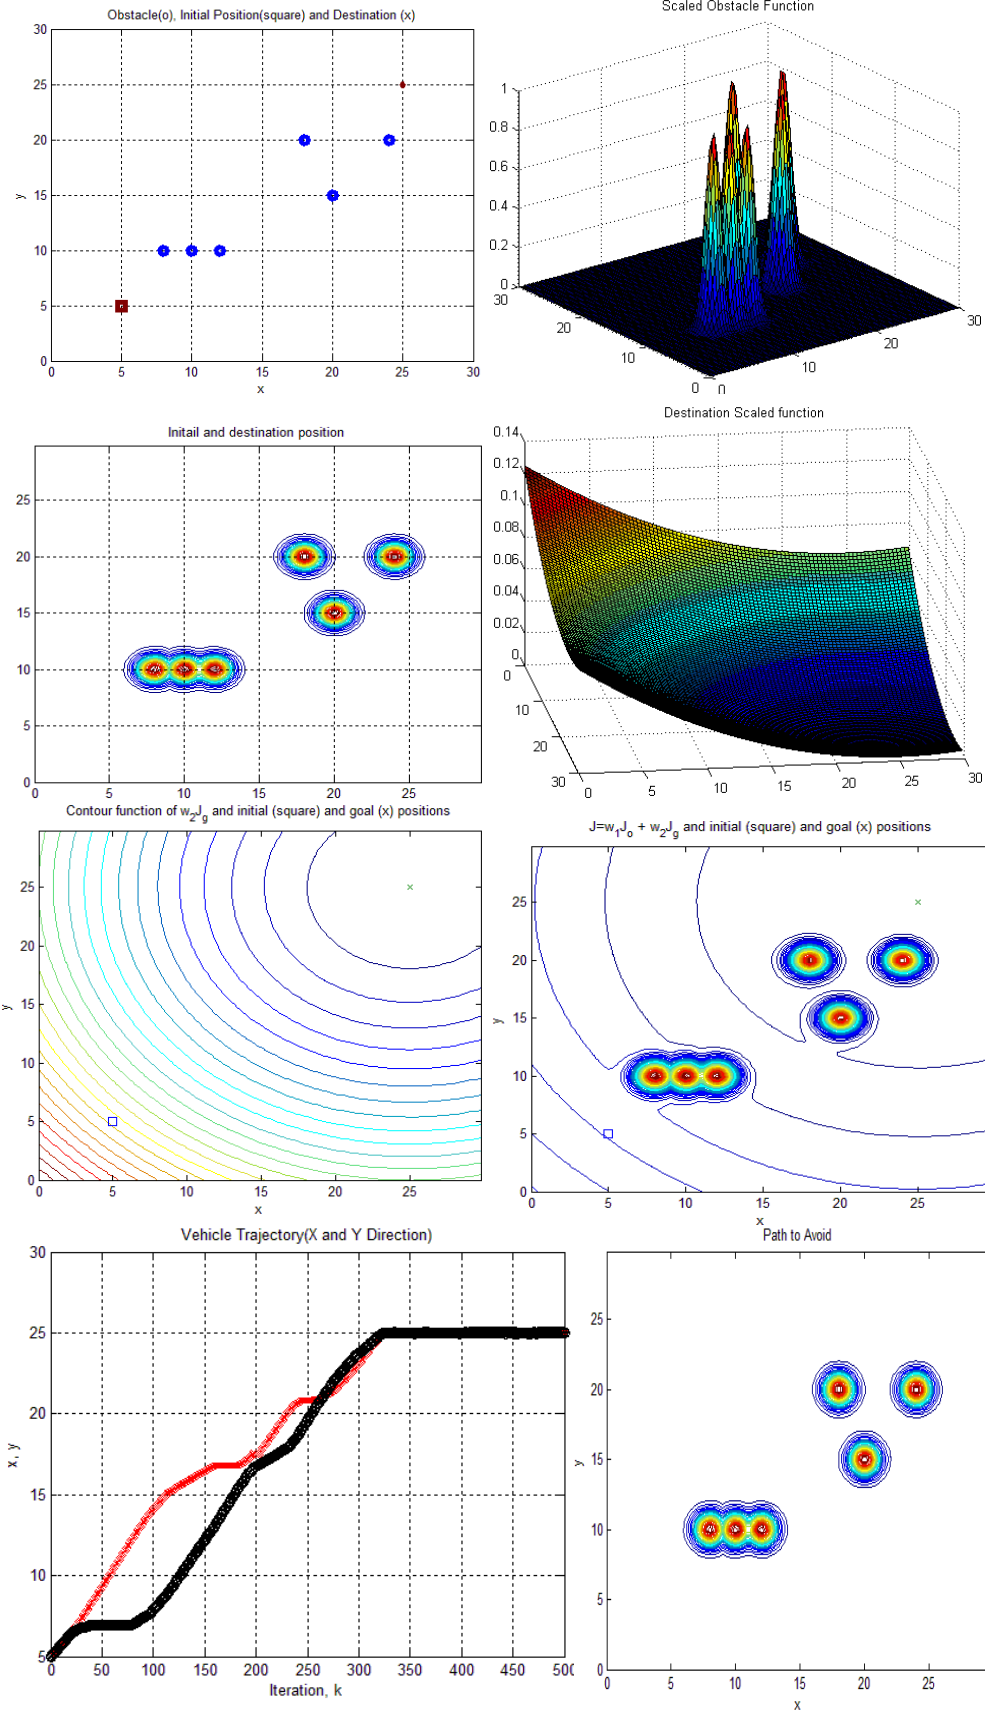 Obstacle(o), Initial Position(square) and Destination (x)
30
25
20
15
10
5
0
y
0 5 10 15 20 25 30
x
Scaled Obstacle Function
1
0.8
0.6
0.4
0.2
0
30
20
10
0
0
10
20
30
Initail and destination position
25
20
15
10
5
0
0 5 10 15 20 25
Destination Scaled function
0.14
0.12
0.1
0.08
0.06
0.04
0.02
0
0
10
20
30
0 5 10 15 20 25 30
Contour function of w2Jg and initial (square) and goal (x) positions
25
20
15
10
5
0
y
0 5 10 15 20 25
x
J=w1Jo + w2Jg and initial (square) and goal (x) positions
25
20
15
10
5
0
y
0 5 10 15 20 25
x
Vehicle Trajectory(X and Y Direction)
30
25
20
15
10
5
x, y
0 50 100 150 200 250 300 350 400 450 500
Iteration, k
Path to Avoid
25
20
15
10
5
0
y
0 5 10 15 20 25
x